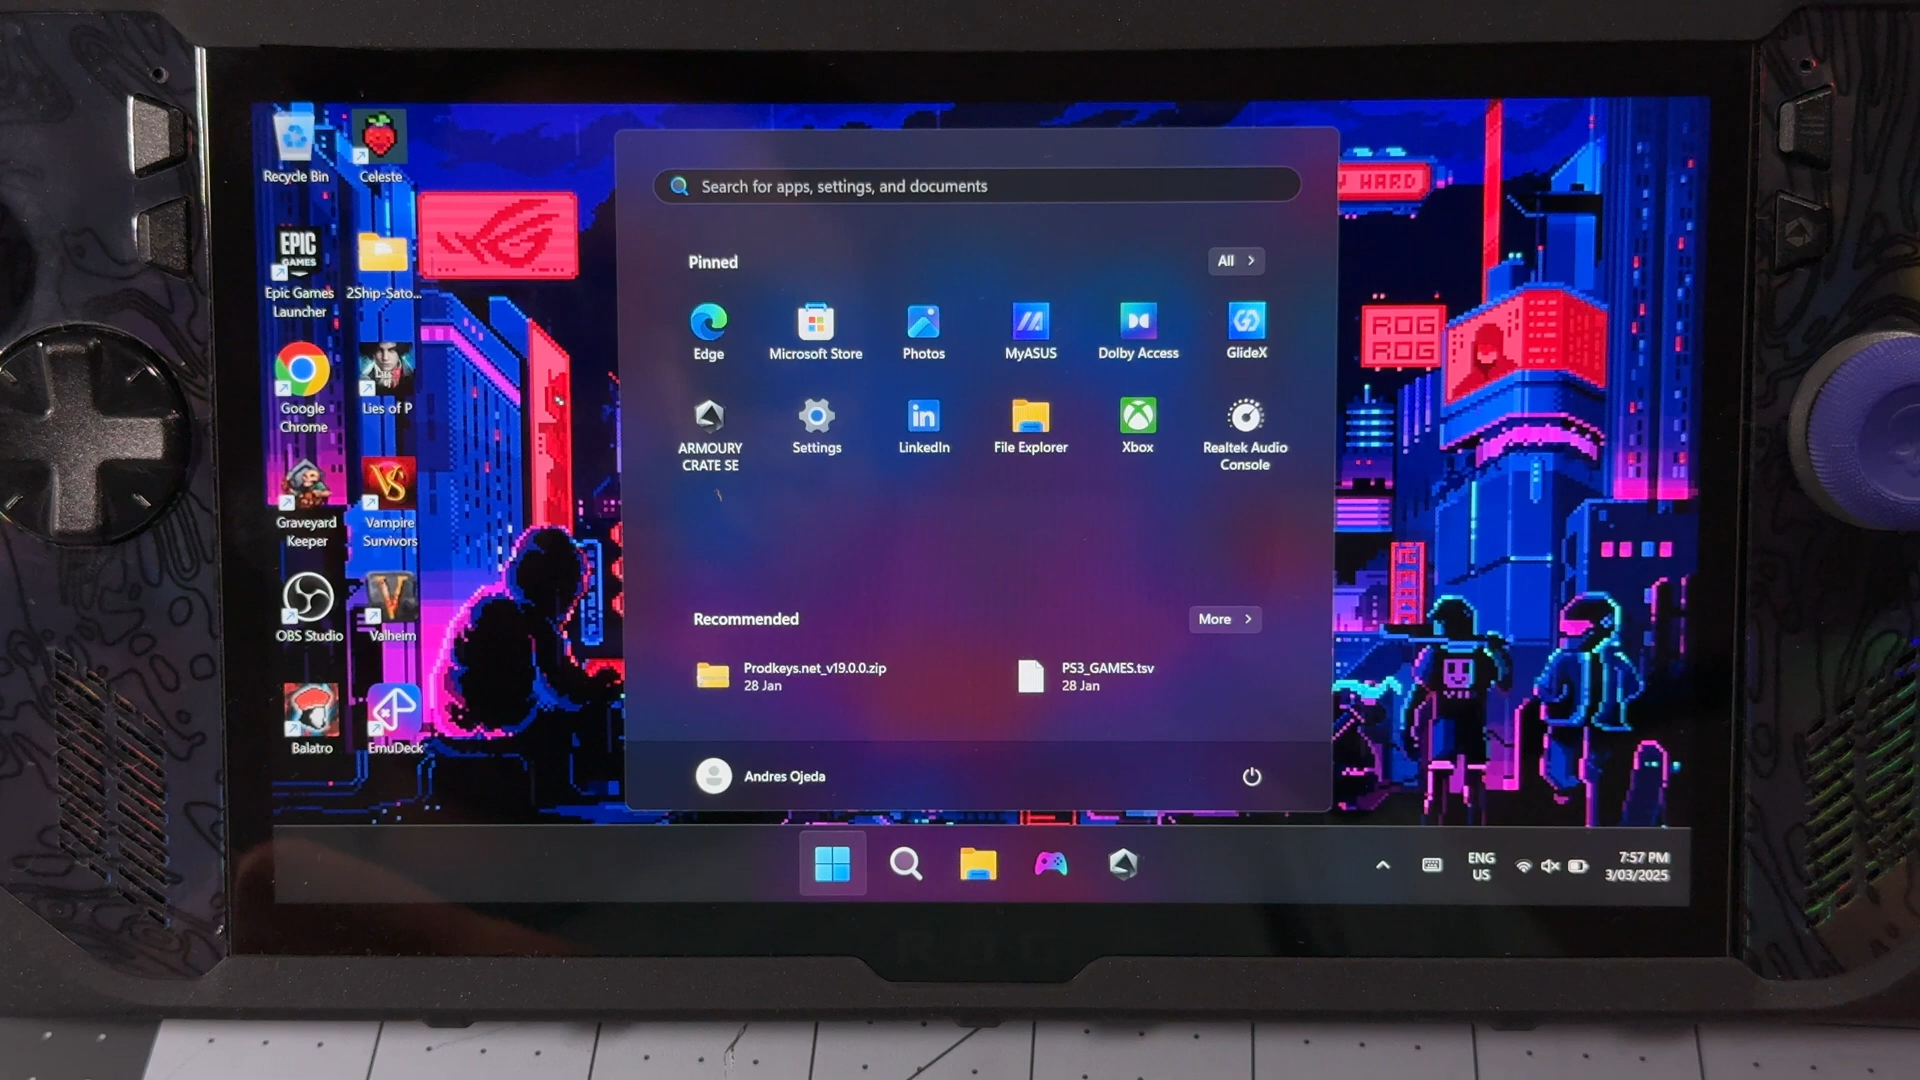 Recycle Bin
Celeste
EPIC
GAMES
Epic Games
Launcher
2Ship-Sato...
Google
Chrome
Lies of P
Graveyard
Keeper
VS
Vampire
Survivors
OBS Studio
V
Valheim
Balatro
EmuDeck
HARD
ROG
ROG
Search for apps, settings, and documents
Pinned
All >
Edge
Microsoft Store
Photos
MyASUS
Dolby Access
GlideX
ARMOURY
CRATE SE
Settings
in
LinkedIn
File Explorer
Xbox
Realtek Audio
Console
Recommended
More >
Prodkeys.net_v19.0.0.zip
28 Jan
PS3_GAMES.tsv
28 Jan
Andres Ojeda
ENG
US
7:57 PM
3/03/2025
ROG